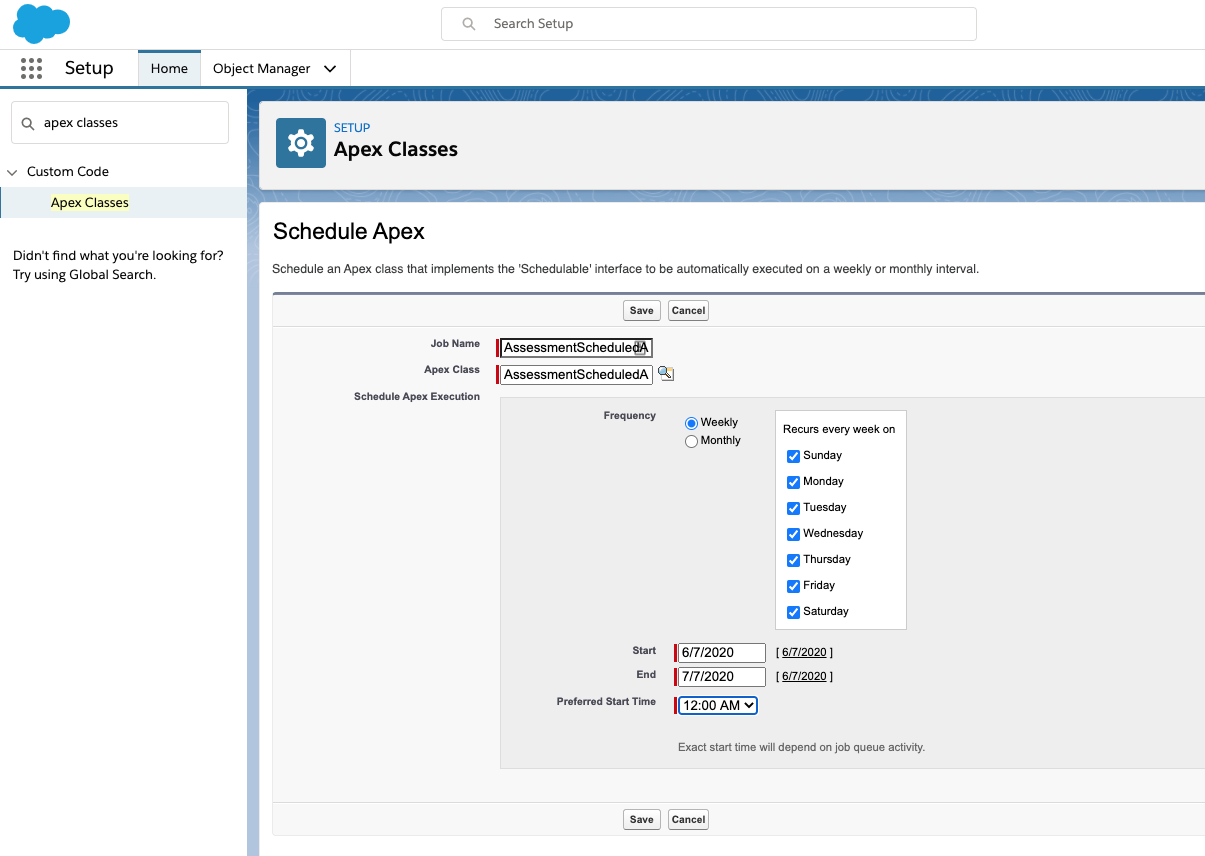 Search Setup
Setup
Home
Object Manager
apex classes
Custom Code
Apex Classes
Didn't find what you're looking for?
Try using Global Search.
SETUP
Apex Classes
Schedule Apex
Schedule an Apex class that implements the 'Schedulable' interface to be automatically executed on a weekly or monthly interval.
Save Cancel
Job Name AssessmentScheduledA
Apex Class AssessmentScheduledA
Schedule Apex Execution
Frequency
Weekly
Monthly
Recurs every week on
Sunday
Monday
Tuesday
Wednesday
Thursday
Friday
Saturday
Start 6/7/2020 [ 6/7/2020 ]
End 7/7/2020 [ 6/7/2020 ]
Preferred Start Time 12:00 AM
Exact start time will depend on job queue activity.
Save Cancel